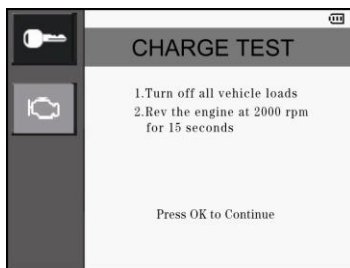 CHARGE TEST
1.Turn off all vehicle loads
2.Rev the engine at 2000 rpm
for 15 seconds
Press OK to Continue